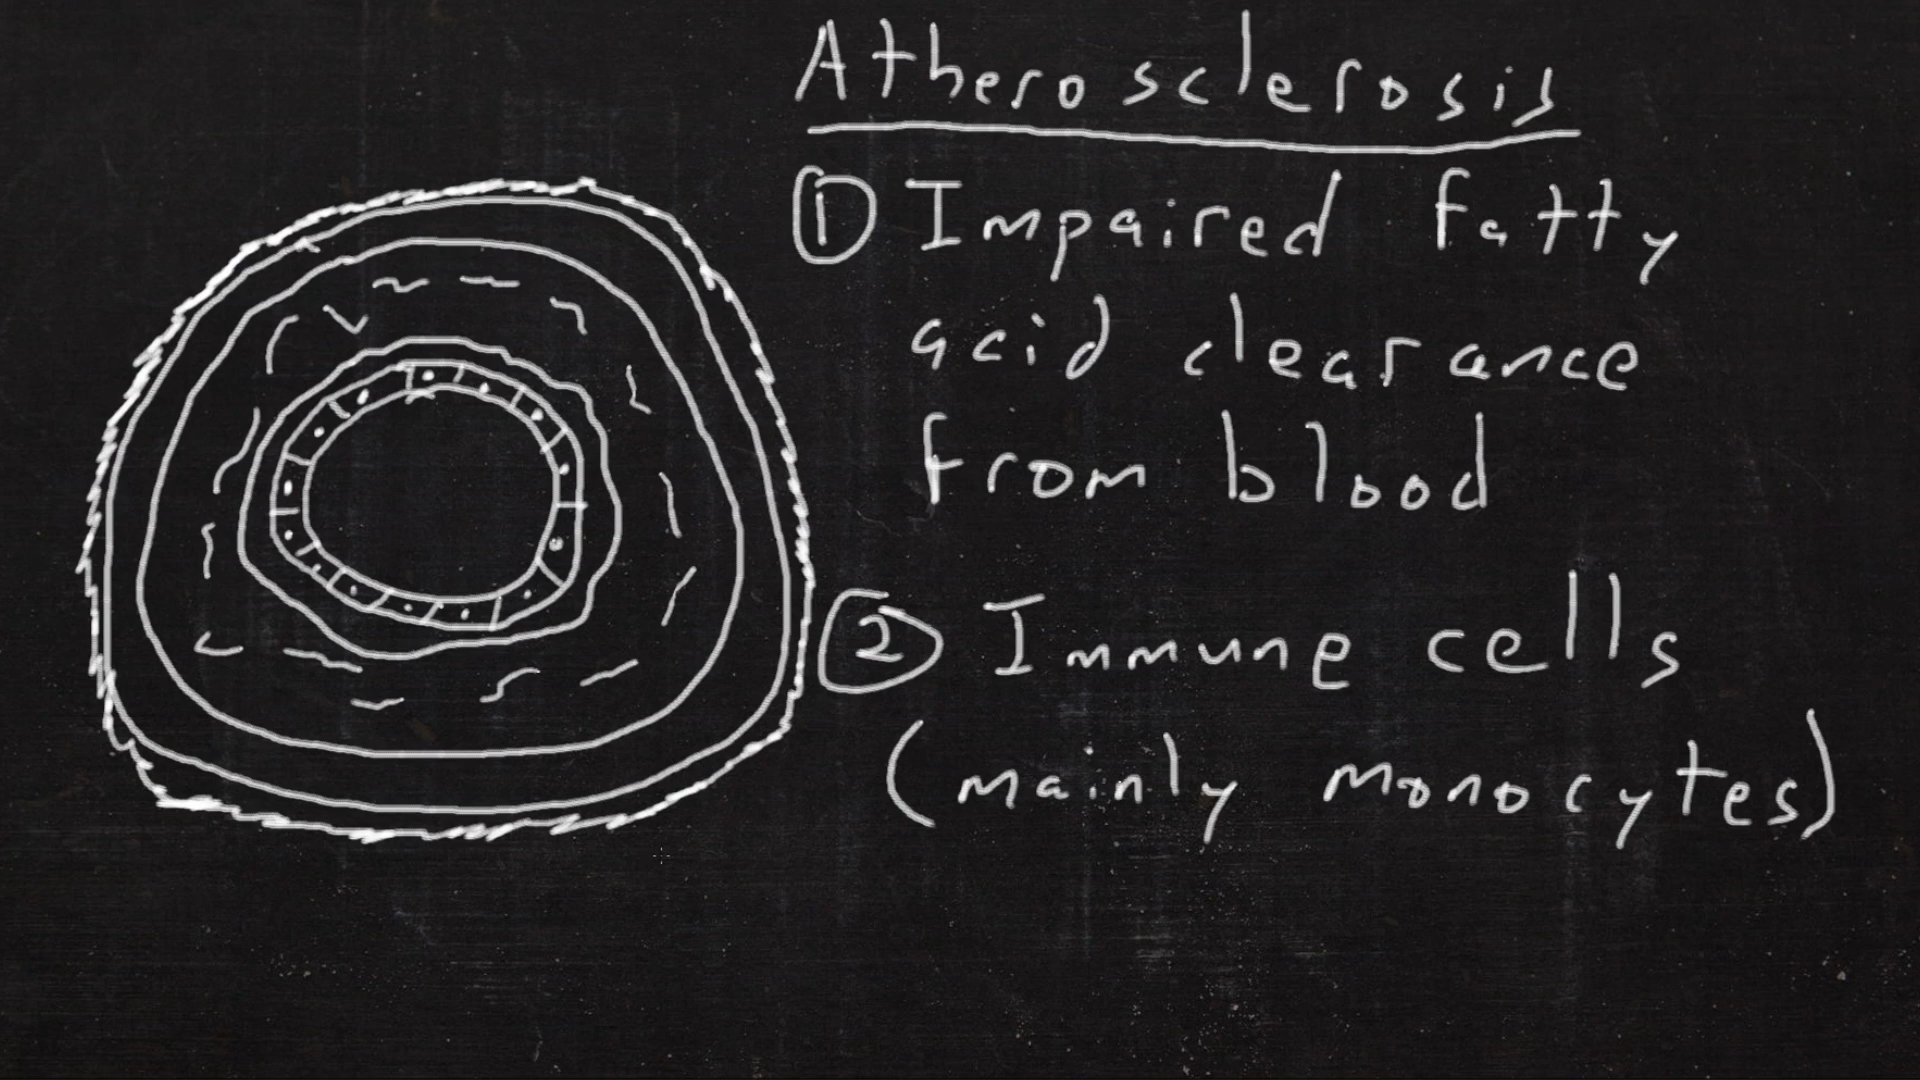 Atherosclerosis
① Impaired fatty
acid clearance
from blood
② Immune cells
(mainly monocytes)